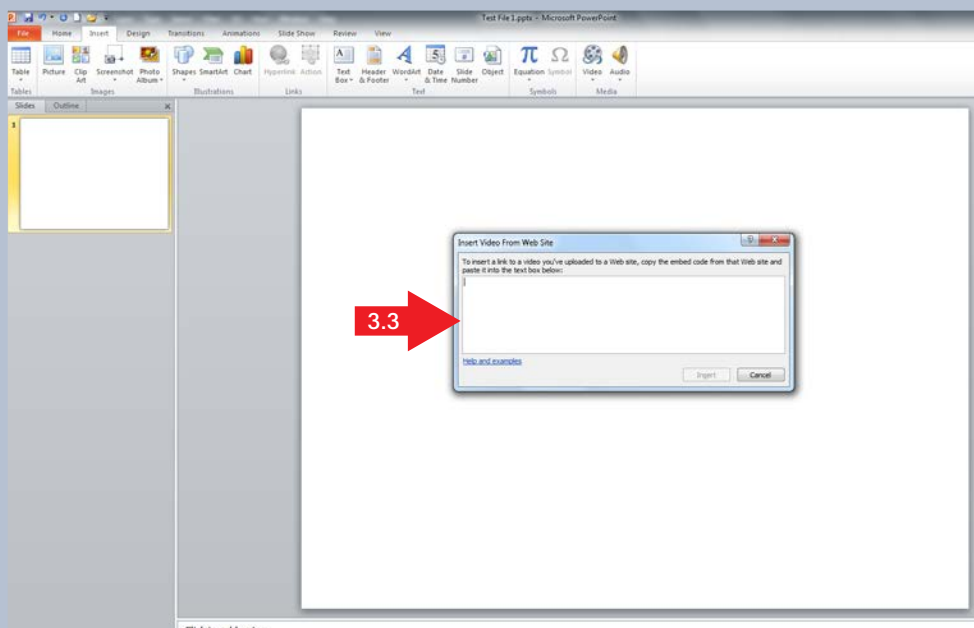 Test File 1.pptx - Microsoft PowerPoint
File Home Insert Design Transitions Animations Slide Show Review View
Table Picture Clip Art Screenshot Photo Album Shapes SmartArt Chart Hyperlink Action Text Box Header & Footer WordArt Date & Time Slide Number Object Equation Symbol Video Audio
Tables Images Illustrations Links Text Symbols Media
Slides Outline
1
Insert Video From Web Site
To insert a link to a video you've uploaded to a Web site, copy the embed code from that Web site and
paste it into the text box below:
3.3
Help and examples
Insert Cancel